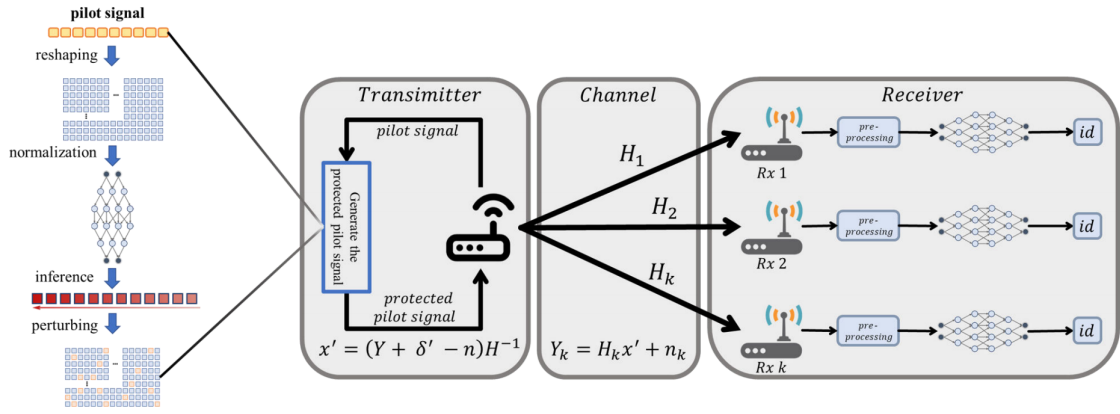 pilot signal
reshaping
normalization
inference
perturbing
Transimitter
pilot signal
Generate the
protected pilot signal
protected
pilot signal
x′ = (Y + δ′ − n)H⁻¹
Channel
H₁
H₂
Hₖ
Yₖ = Hₖx′ + nₖ
Receiver
Rx 1
pre-
processing
id
Rx 2
pre-
processing
id
Rx k
pre-
processing
id